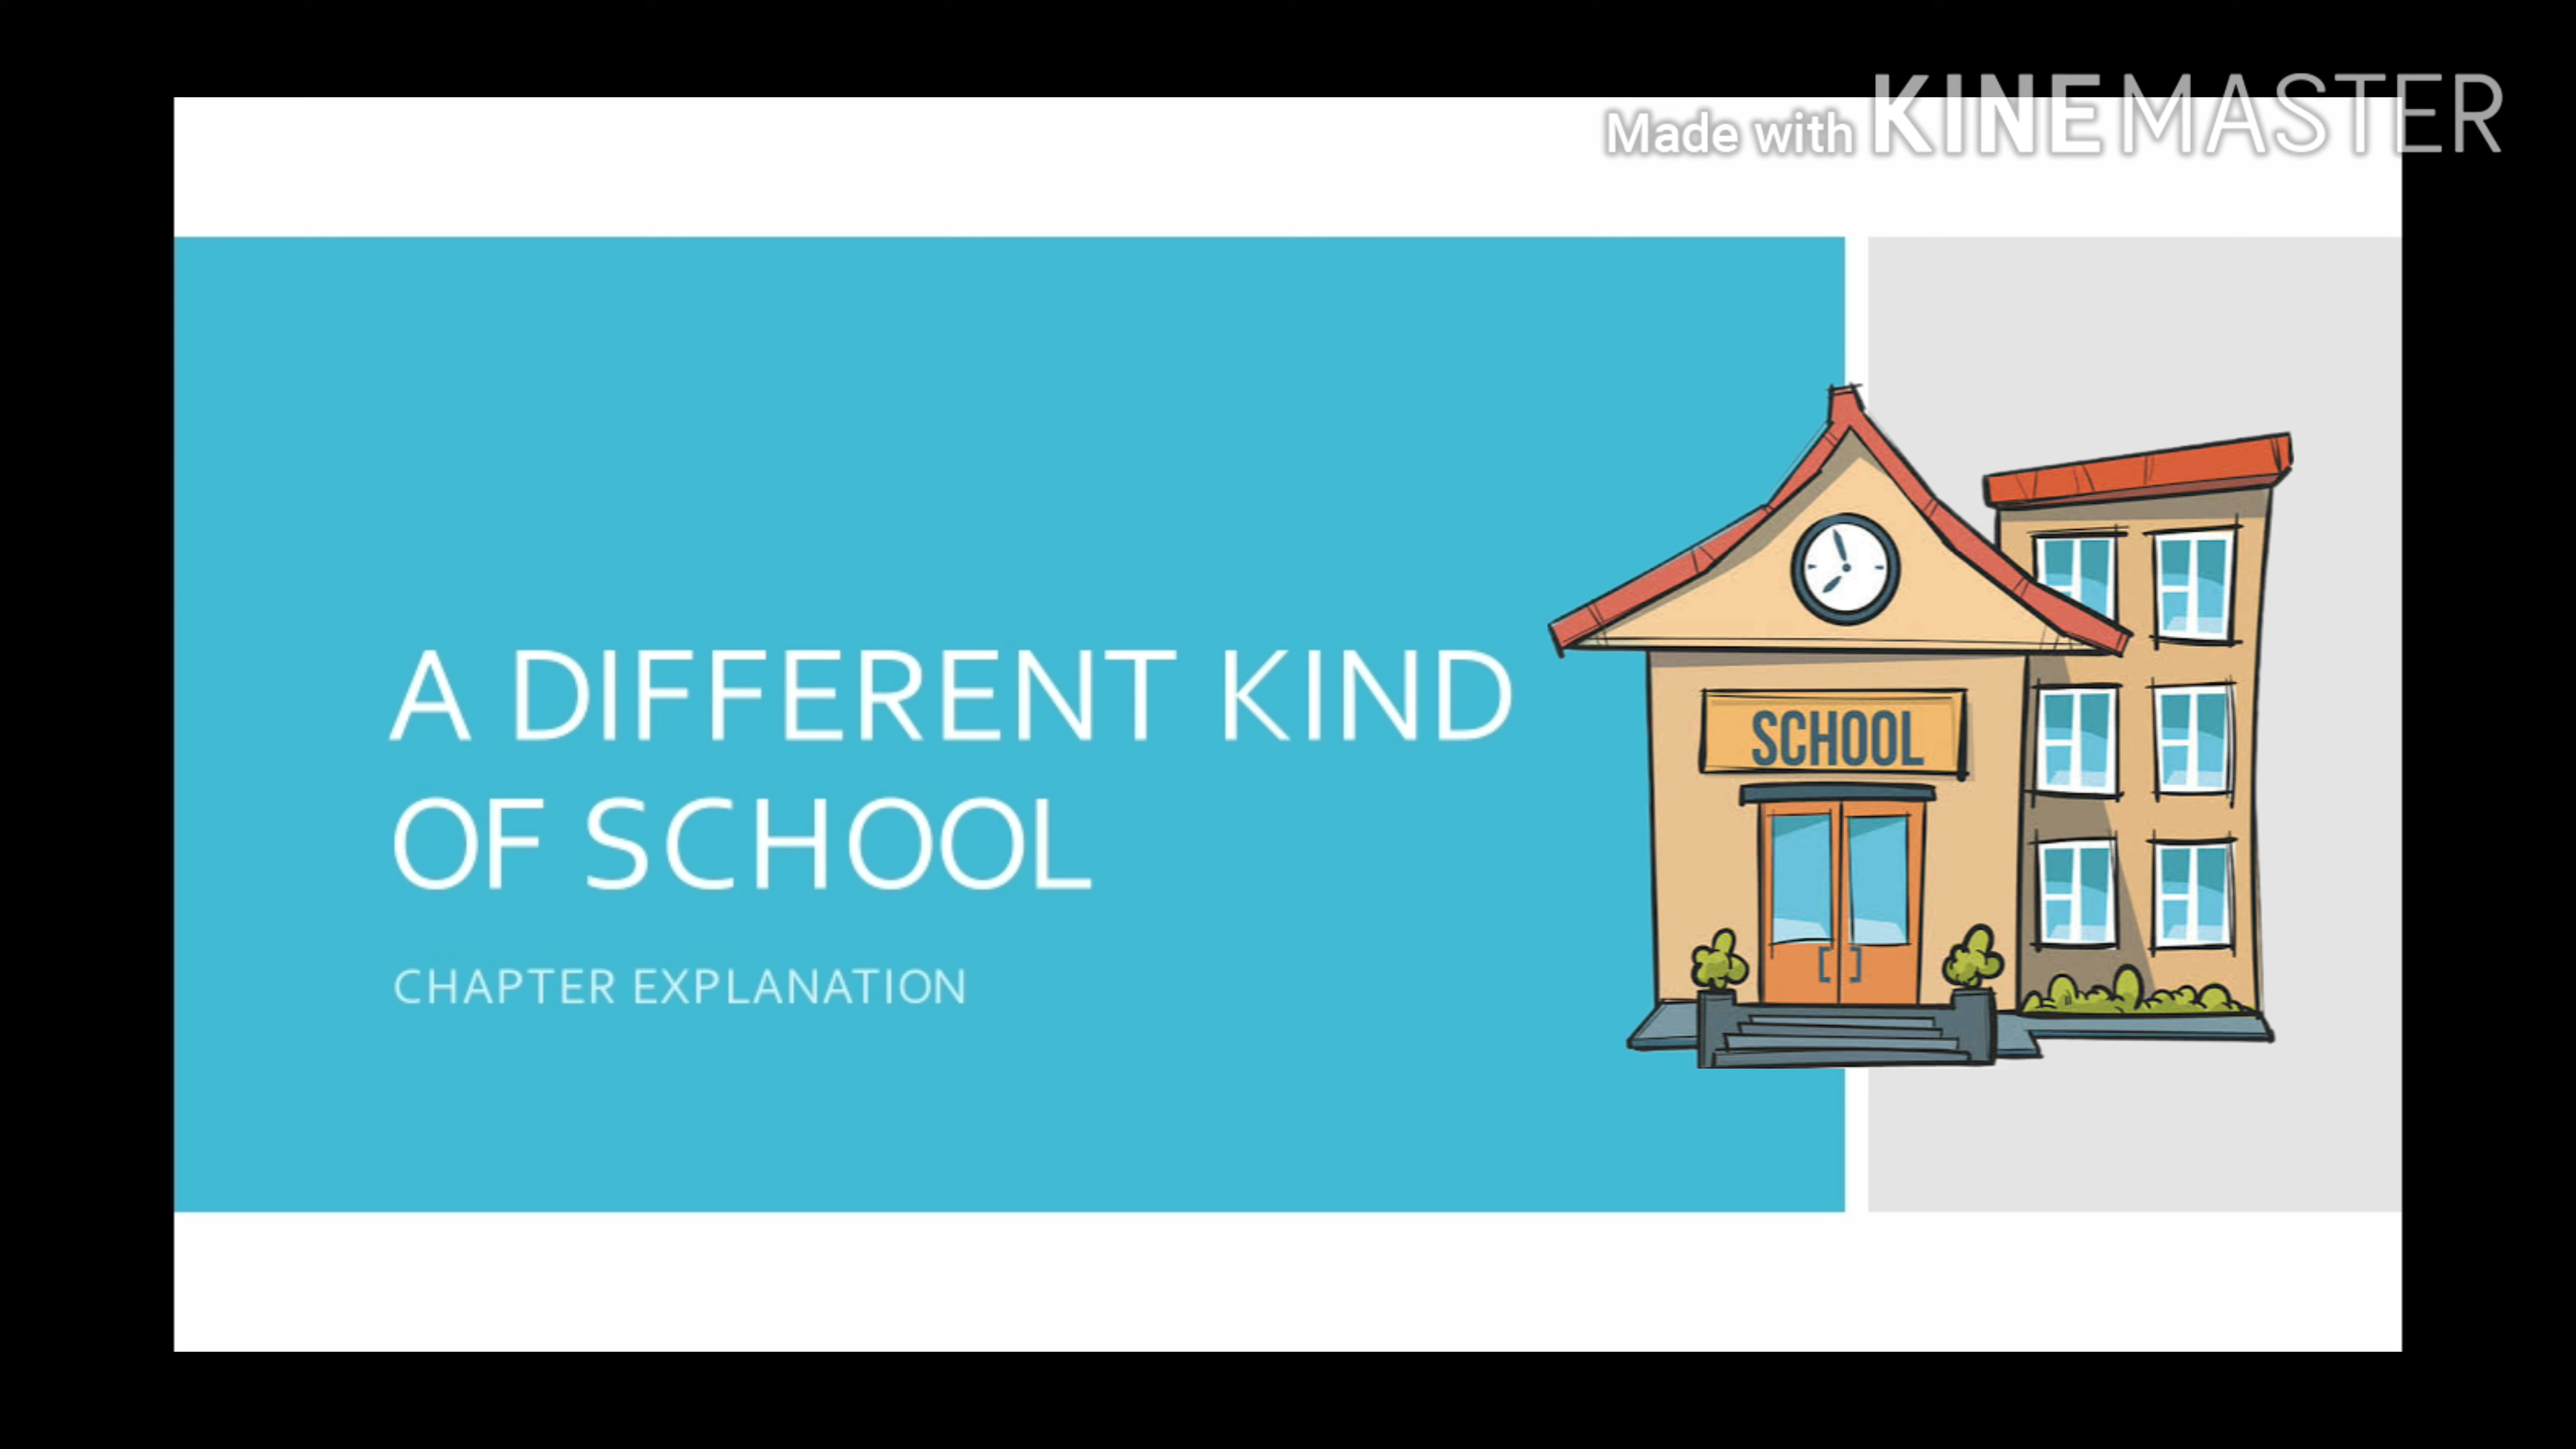 Made with KINEMASTER
A DIFFERENT KIND
OF SCHOOL
SCHOOL
CHAPTER EXPLANATION